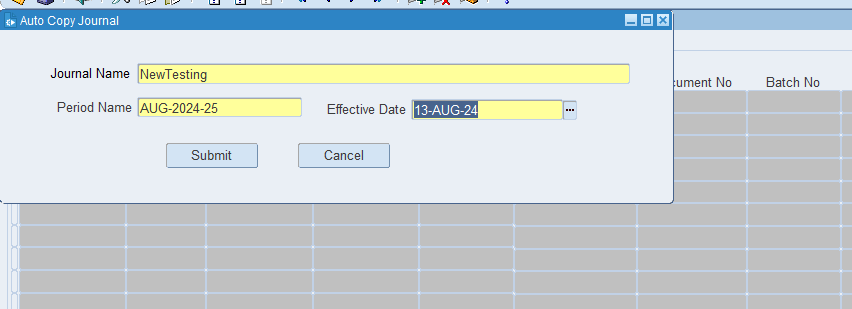 Auto Copy Journal
Journal Name NewTesting
cument No Batch No
Period Name AUG-2024-25 Effective Date 13-AUG-24 ...
Submit Cancel